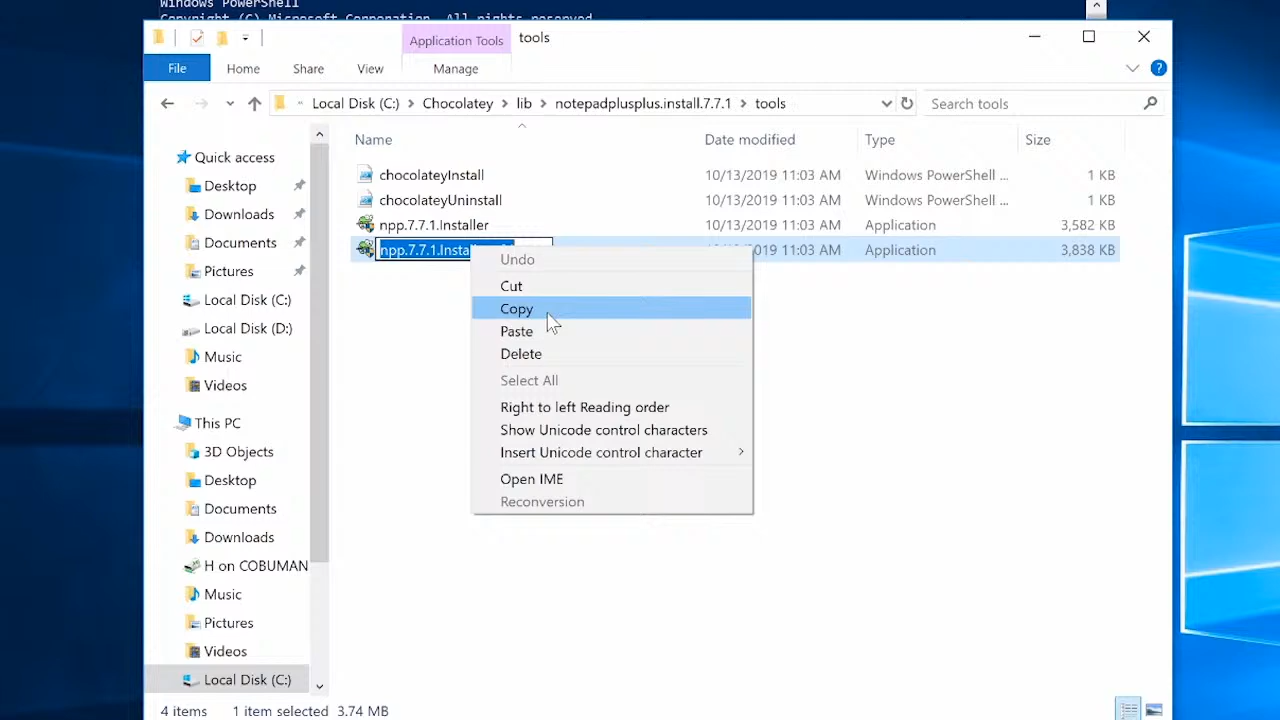 Windows PowerShell
Copyright (C) Microsoft Corporation. All rights reserved.
Application Tools tools
File Home Share View Manage
Local Disk (C:) Chocolatey lib notepadplusplus.install.7.7.1 tools Search tools
Name Date modified Type Size
chocolateyInstall 10/13/2019 11:03 AM Windows PowerShell ... 1 KB
chocolateyUninstall 10/13/2019 11:03 AM Windows PowerShell ... 1 KB
npp.7.7.1.Installer 10/13/2019 11:03 AM Application 3,582 KB
npp.7.7.1.Insta 11:03 AM Application 3,838 KB
Undo
Cut
Copy
Paste
Delete
Select All
Right to left Reading order
Show Unicode control characters
Insert Unicode control character
Open IME
Reconversion
Quick access
Desktop
Downloads
Documents
Pictures
Local Disk (C:)
Local Disk (D:)
Music
Videos
This PC
3D Objects
Desktop
Documents
Downloads
H on COBUMAN
Music
Pictures
Videos
Local Disk (C:)
4 items 1 item selected 3.74 MB